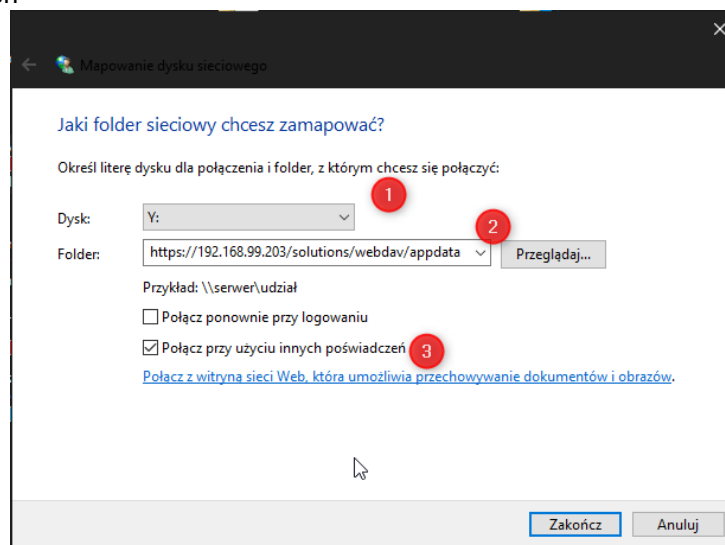 Mapowanie dysku sieciowego
Jaki folder sieciowy chcesz zamapować?
Określ literę dysku dla połączenia i folder, z którym chcesz się połączyć:
1
Dysk: Y:
2
Folder: https://192.168.99.203/solutions/webdav/appdata Przeglądaj...
Przykład: \\serwer\udział
Połącz ponownie przy logowaniu
Połącz przy użyciu innych poświadczeń 3
Połącz z witryną sieci Web, która umożliwia przechowywanie dokumentów i obrazów.
Zakończ Anuluj